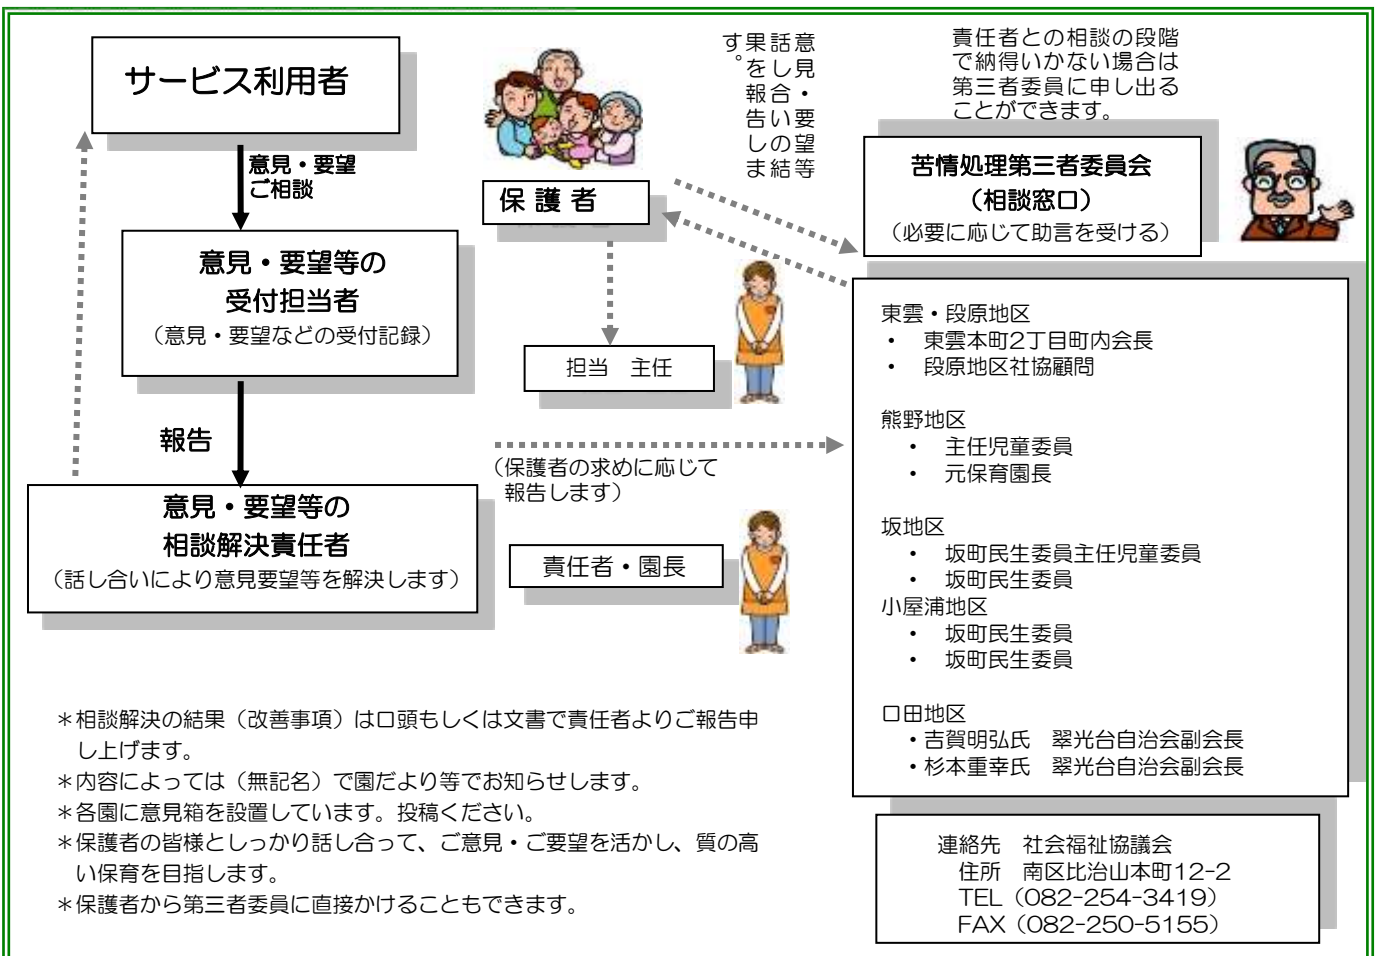 サービス利用者
意見・要望
ご相談
意見・要望等の
受付担当者
（意見・要望などの受付記録）
報告
意見・要望等の
相談解決責任者
（話し合いにより意見要望等を解決します）
保 護 者
意見・要望等
話し合いの結
果を報告しま
す。
担当　主任
（保護者の求めに応じて
報告します）
責任者・園長
責任者との相談の段階
で納得いかない場合は
第三者委員に申し出る
ことができます。
苦情処理第三者委員会
（相談窓口）
（必要に応じて助言を受ける）
東雲・段原地区
・　東雲本町2丁目町内会長
・　段原地区社協顧問
熊野地区
・　主任児童委員
・　元保育園長
坂地区
・　坂町民生委員主任児童委員
・　坂町民生委員
小屋浦地区
・　坂町民生委員
・　坂町民生委員
口田地区
・吉賀明弘氏　翠光台自治会副会長
・杉本重幸氏　翠光台自治会副会長
連絡先　社会福祉協議会
住所　南区比治山本町12-2
TEL（082-254-3419）
FAX（082-250-5155）
＊相談解決の結果（改善事項）は口頭もしくは文書で責任者よりご報告申
し上げます。
＊内容によっては（無記名）で園だより等でお知らせします。
＊各園に意見箱を設置しています。投稿ください。
＊保護者の皆様としっかり話し合って、ご意見・ご要望を活かし、質の高
い保育を目指します。
＊保護者から第三者委員に直接かけることもできます。